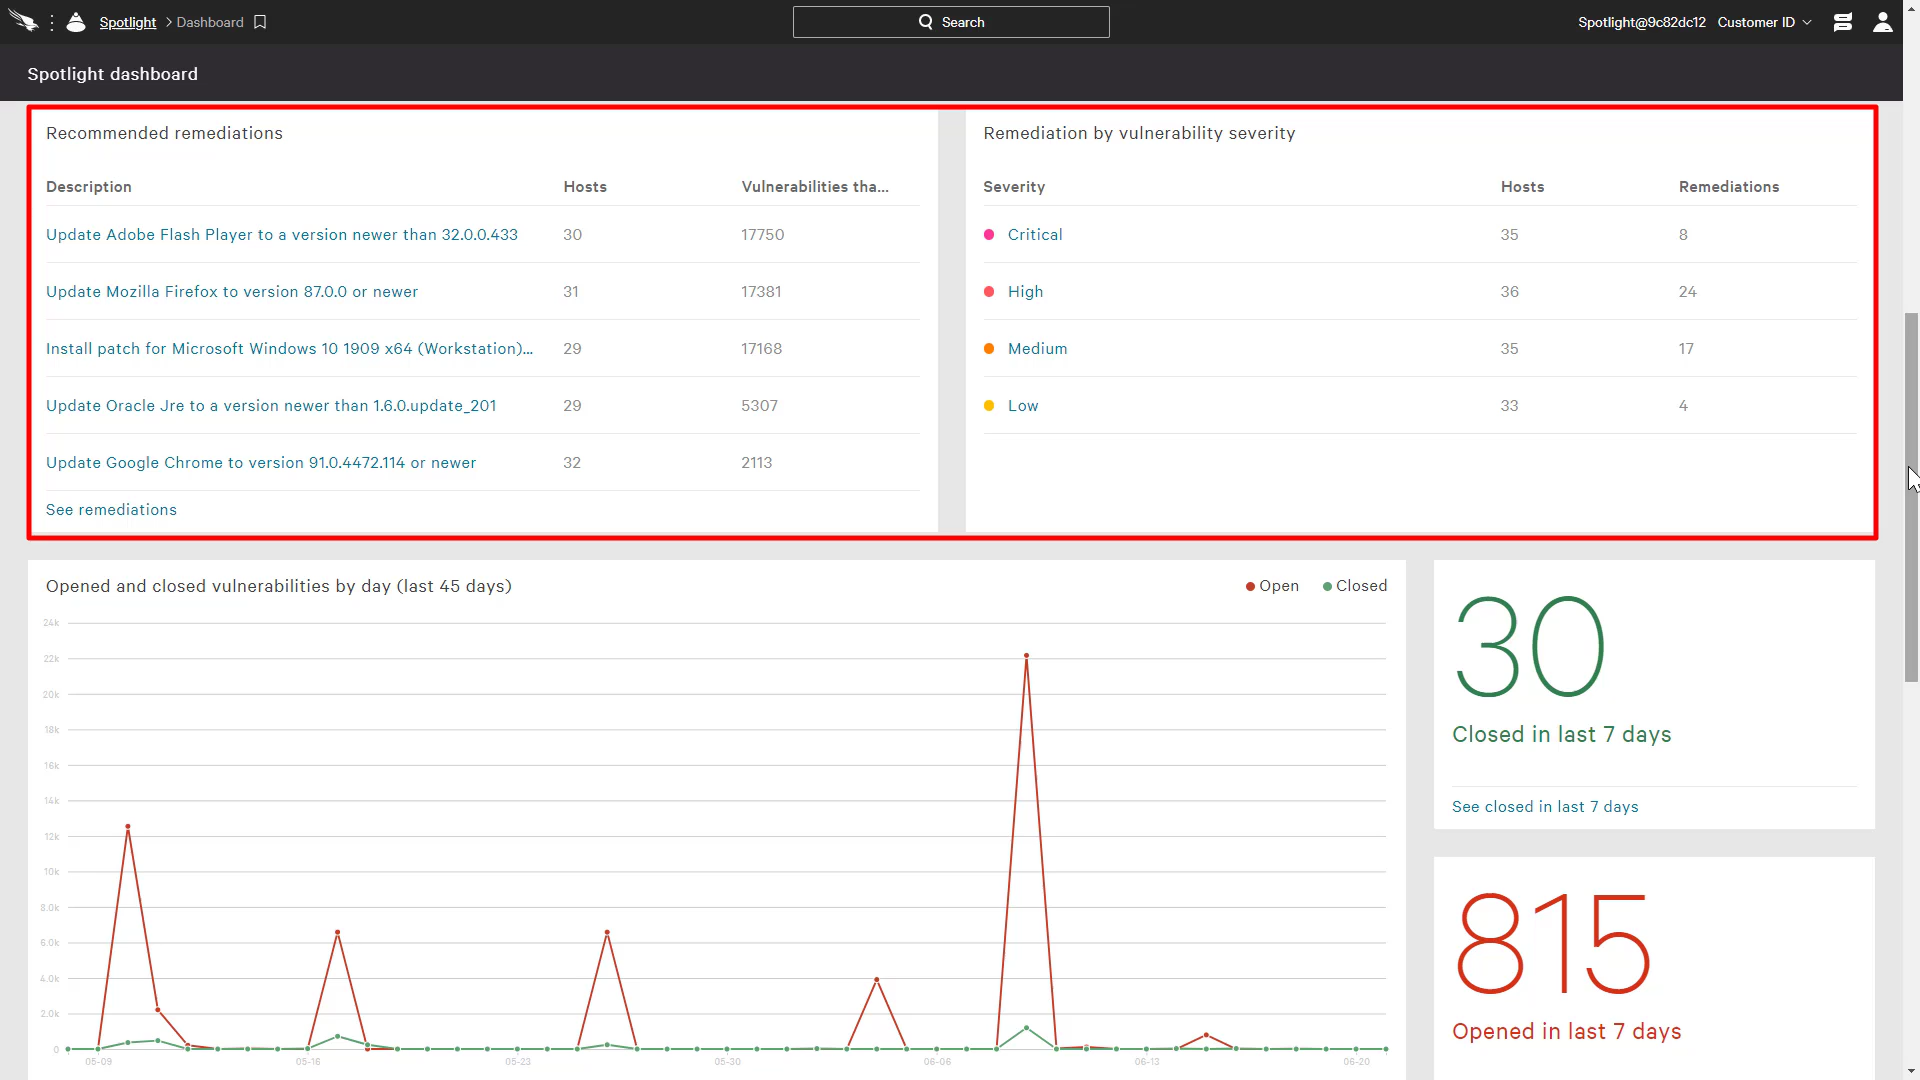 Spotlight > Dashboard
Search
Spotlight@9c82dc12 Customer ID
Spotlight dashboard
Recommended remediations
Description Hosts Vulnerabilities tha...
Update Adobe Flash Player to a version newer than 32.0.0.433 30 17750
Update Mozilla Firefox to version 87.0.0 or newer 31 17381
Install patch for Microsoft Windows 10 1909 x64 (Workstation)... 29 17168
Update Oracle Jre to a version newer than 1.6.0.update_201 29 5307
Update Google Chrome to version 91.0.4472.114 or newer 32 2113
See remediations
Remediation by vulnerability severity
Severity Hosts Remediations
Critical 35 8
High 36 24
Medium 35 17
Low 33 4
Opened and closed vulnerabilities by day (last 45 days)
Open Closed
24k
22k
20k
18k
16k
14k
12k
10k
8.0k
6.0k
4.0k
2.0k
0
05-09 05-16 05-23 05-30 06-06 06-13 06-20
30
Closed in last 7 days
See closed in last 7 days
815
Opened in last 7 days